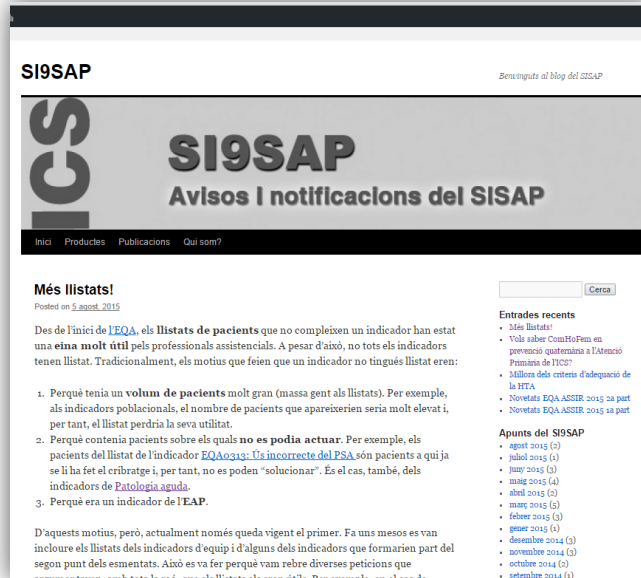 SI9SAP
Benvinguts al blog del SISAP
ICS
SI9SAP
Avisos i notificacions del SISAP
Inici Productes Publicacions Qui som?
Més llistats!
Posted on 5 agost, 2015
Des de l'inici de l'EQA, els llistats de pacients que no compleixen un indicador han estat
una eina molt útil pels professionals assistencials. A pesar d'això, no tots els indicadors
tenen llistat. Tradicionalment, els motius que feien que un indicador no tingués llistat eren:
1. Perquè tenia un volum de pacients molt gran (massa gent als llistats). Per exemple,
als indicadors poblacionals, el nombre de pacients que apareixerien seria molt elevat i,
per tant, el llistat perdria la seva utilitat.
2. Perquè contenia pacients sobre els quals no es podia actuar. Per exemple, els
pacients del llistat de l'indicador EQA0313: Ús incorrecte del PSA són pacients a qui ja
se li ha fet el cribratge i, per tant, no es poden "solucionar". És el cas, també, dels
indicadors de Patologia aguda.
3. Perquè era un indicador de l'EAP.
D'aquests motius, però, actualment només queda vigent el primer. Fa uns mesos es van
incloure els llistats dels indicadors d'equip i d'alguns dels indicadors que formarien part del
segon punt dels esmentats. Això es va fer perquè vam rebre diverses peticions que
Cerca
Entrades recents
Més llistats!
Vols saber ComHoFem en
prevenció quaternària a l'Atenció
Primària de l'ICS?
Millora dels criteris d'adequació de
la HTA
Novetats EQA ASSIR 2015 2a part
Novetats EQA ASSIR 2015 1a part
Apunts del SI9SAP
agost 2015 (2)
juliol 2015 (1)
juny 2015 (3)
maig 2015 (4)
abril 2015 (2)
març 2015 (5)
febrer 2015 (3)
gener 2015 (1)
desembre 2014 (3)
novembre 2014 (3)
octubre 2014 (2)
setembre 2014 (1)